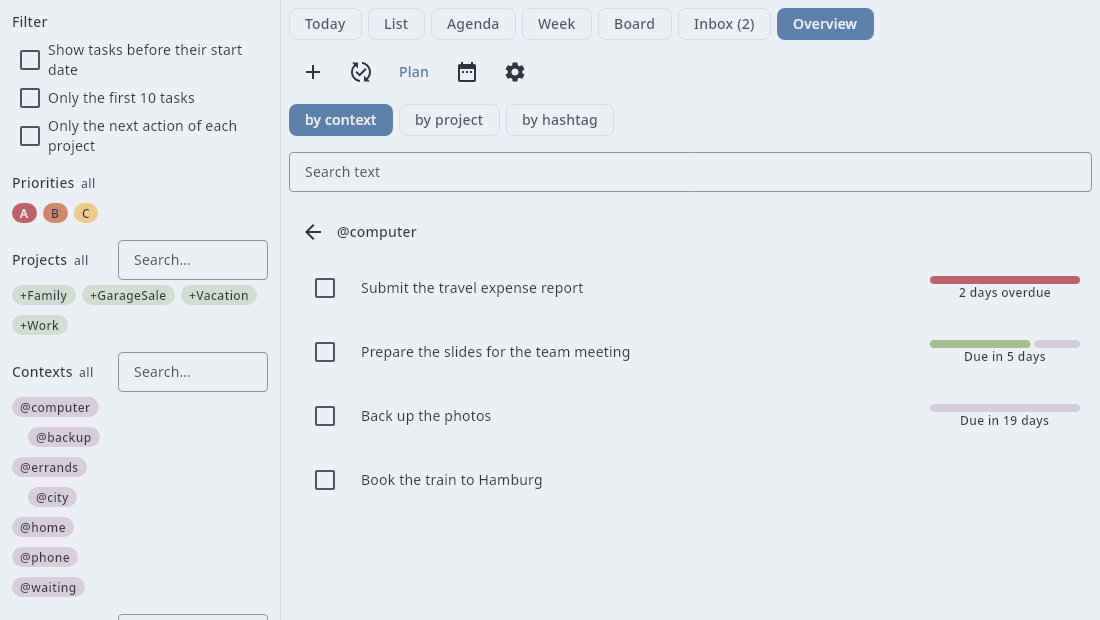 Filter
Show tasks before their start
date
Only the first 10 tasks
Only the next action of each
project
Priorities all
A B C
Projects all Search...
+Family +GarageSale +Vacation
+Work
Contexts all Search...
@computer
@backup
@errands
@city
@home
@phone
@waiting
Today List Agenda Week Board Inbox (2) Overview
Plan
by context by project by hashtag
Search text
@computer
Submit the travel expense report 2 days overdue
Prepare the slides for the team meeting Due in 5 days
Back up the photos Due in 19 days
Book the train to Hamburg